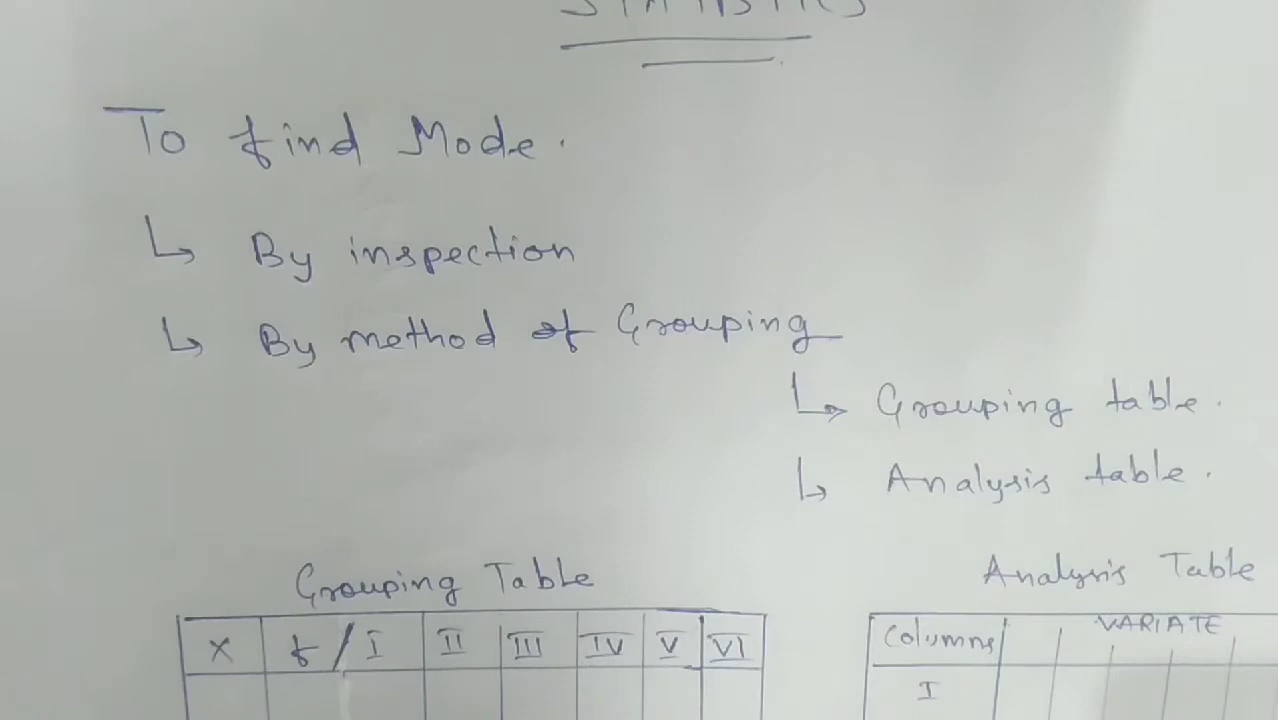 STATISTICS
To find Mode.
By inspection
By method of Grouping
Grouping table.
Analysis table.
Grouping Table
X f / I II III IV V VI
Analysis Table
Columns VARIATE
I